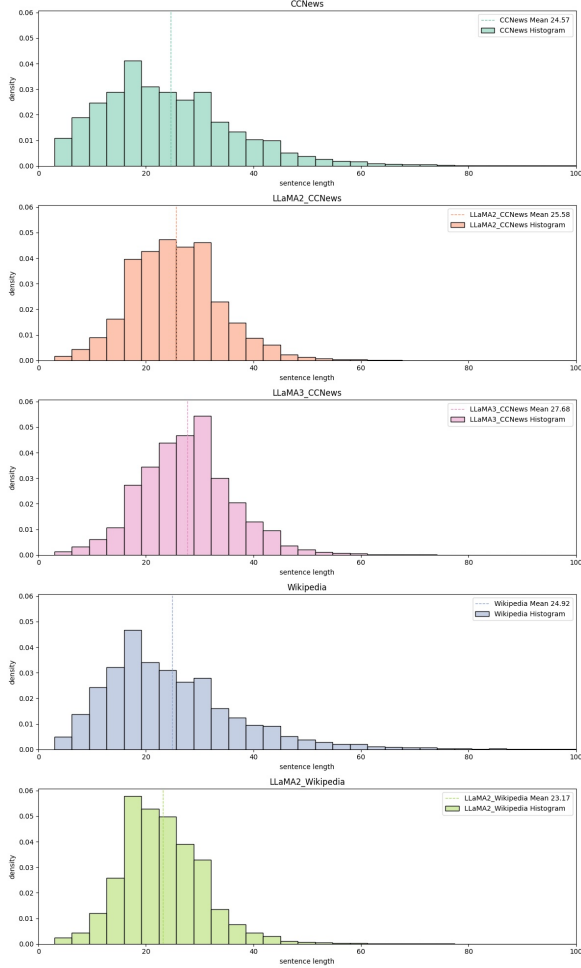 CCNews
0.06
0.05
0.04
0.03
0.02
0.01
0.00
density
CCNews Mean 24.57
CCNews Histogram
0 20 40 60 80 100
sentence length
LLaMA2_CCNews
0.06
0.05
0.04
0.03
0.02
0.01
0.00
density
LLaMA2_CCNews Mean 25.58
LLaMA2_CCNews Histogram
0 20 40 60 80 100
sentence length
LLaMA3_CCNews
0.06
0.05
0.04
0.03
0.02
0.01
0.00
density
LLaMA3_CCNews Mean 27.68
LLaMA3_CCNews Histogram
0 20 40 60 80 100
sentence length
Wikipedia
0.06
0.05
0.04
0.03
0.02
0.01
0.00
density
Wikipedia Mean 24.92
Wikipedia Histogram
0 20 40 60 80 100
sentence length
LLaMA2_Wikipedia
0.06
0.05
0.04
0.03
0.02
0.01
0.00
density
LLaMA2_Wikipedia Mean 23.17
LLaMA2_Wikipedia Histogram
0 20 40 60 80 100
sentence length